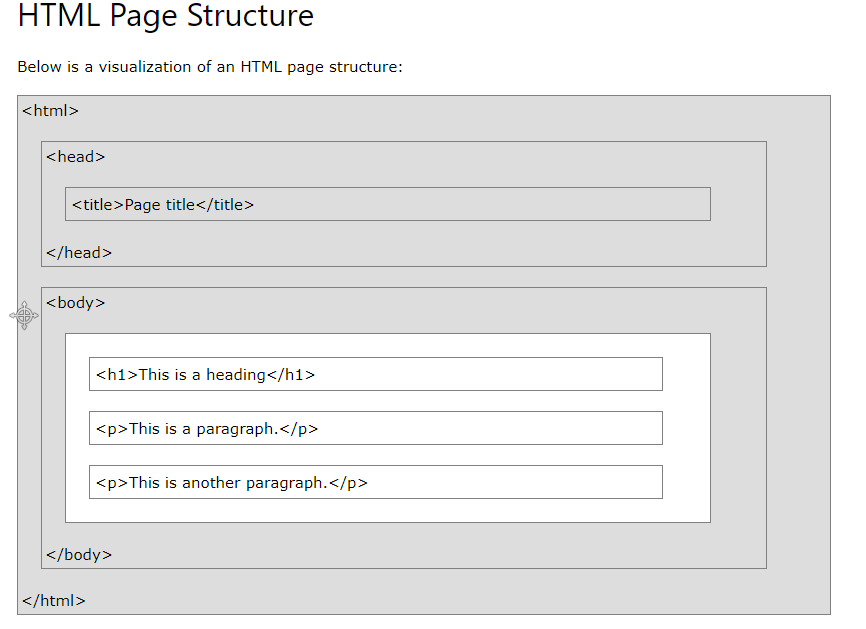 HTML Page Structure
Below is a visualization of an HTML page structure:
<html>
<head>
<title>Page title</title>
</head>
<body>
<h1>This is a heading</h1>
<p>This is a paragraph.</p>
<p>This is another paragraph.</p>
</body>
</html>